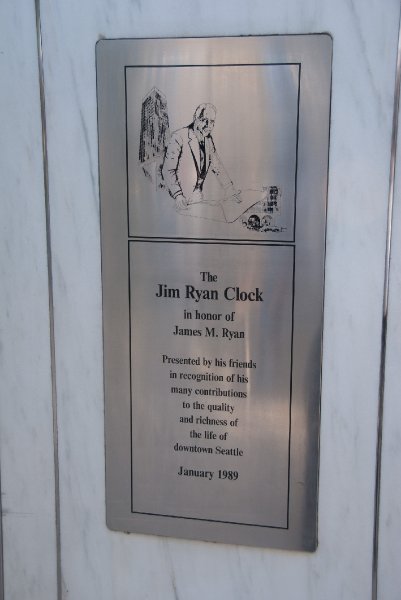 The
Jim Ryan Clock
in honor of
James M. Ryan
Presented by his friends
in recognition of his
many contributions
to the quality
and richness of
the life of
downtown Seattle
January 1989